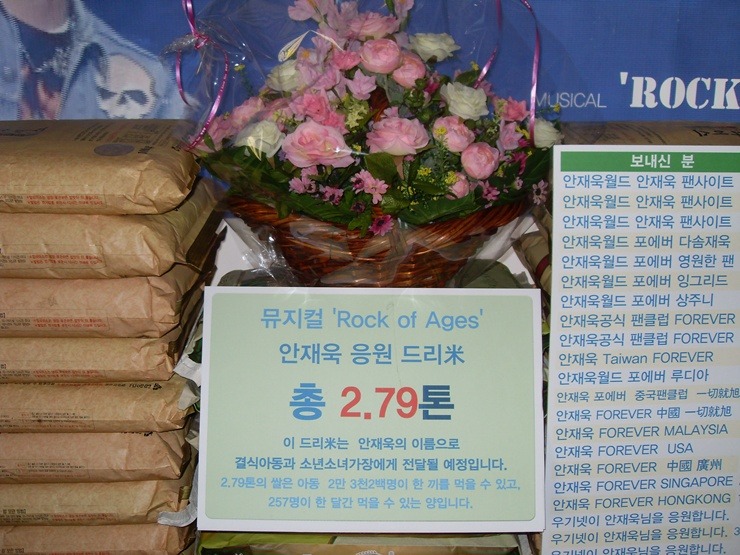 MUSICAL 'ROCK
뮤지컬 'Rock of Ages'
안재욱 응원 드리米
총 2.79톤
이 드리米는 안재욱의 이름으로
결식아동과 소년소녀가장에게 전달될 예정입니다.
2.79톤의 쌀은 아동 2만 3천2백명이 한 끼를 먹을 수 있고,
257명이 한 달간 먹을 수 있는 양입니다.
보내신 분
안재욱월드 안재욱 팬사이트
안재욱월드 안재욱 팬사이트
안재욱월드 안재욱 팬사이트
안재욱월드 포에버 다솜재욱
안재욱월드 포에버 영원한 팬
안재욱월드 포에버 잉그리드
안재욱월드 포에버 상주니
안재욱공식 팬클럽 FOREVER
안재욱공식 팬클럽 FOREVER
안재욱 Taiwan FOREVER
안재욱월드 포에버 루디아
안재욱 포에버 중국팬클럽 一切就旭
안재욱 FOREVER 中國 一切就旭
안재욱 FOREVER MALAYSIA
안재욱 FOREVER USA
안재욱 FOREVER 中國 廣州
안재욱 FOREVER SINGAPORE
안재욱 FOREVER HONGKONG
우기넷이 안재욱님을 응원합니다.
우기넷이 안재욱님을 응원합니다. 3
우기넷이 안재욱님을 응원합니다.